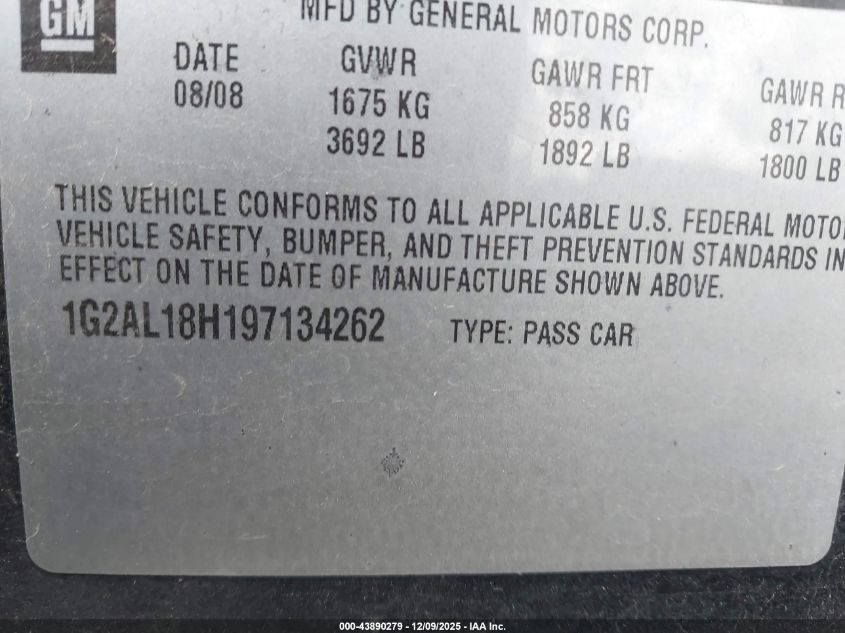 GM
MFD BY GENERAL MOTORS CORP.
DATE GVWR GAWR FRT GAWR R
08/08 1675 KG 858 KG 817 KG
3692 LB 1892 LB 1800 LB
THIS VEHICLE CONFORMS TO ALL APPLICABLE U.S. FEDERAL MOTO
VEHICLE SAFETY, BUMPER, AND THEFT PREVENTION STANDARDS IN
EFFECT ON THE DATE OF MANUFACTURE SHOWN ABOVE.
1G2AL18H197134262 TYPE: PASS CAR
000-43890279 - 12/09/2025 - IAA Inc.